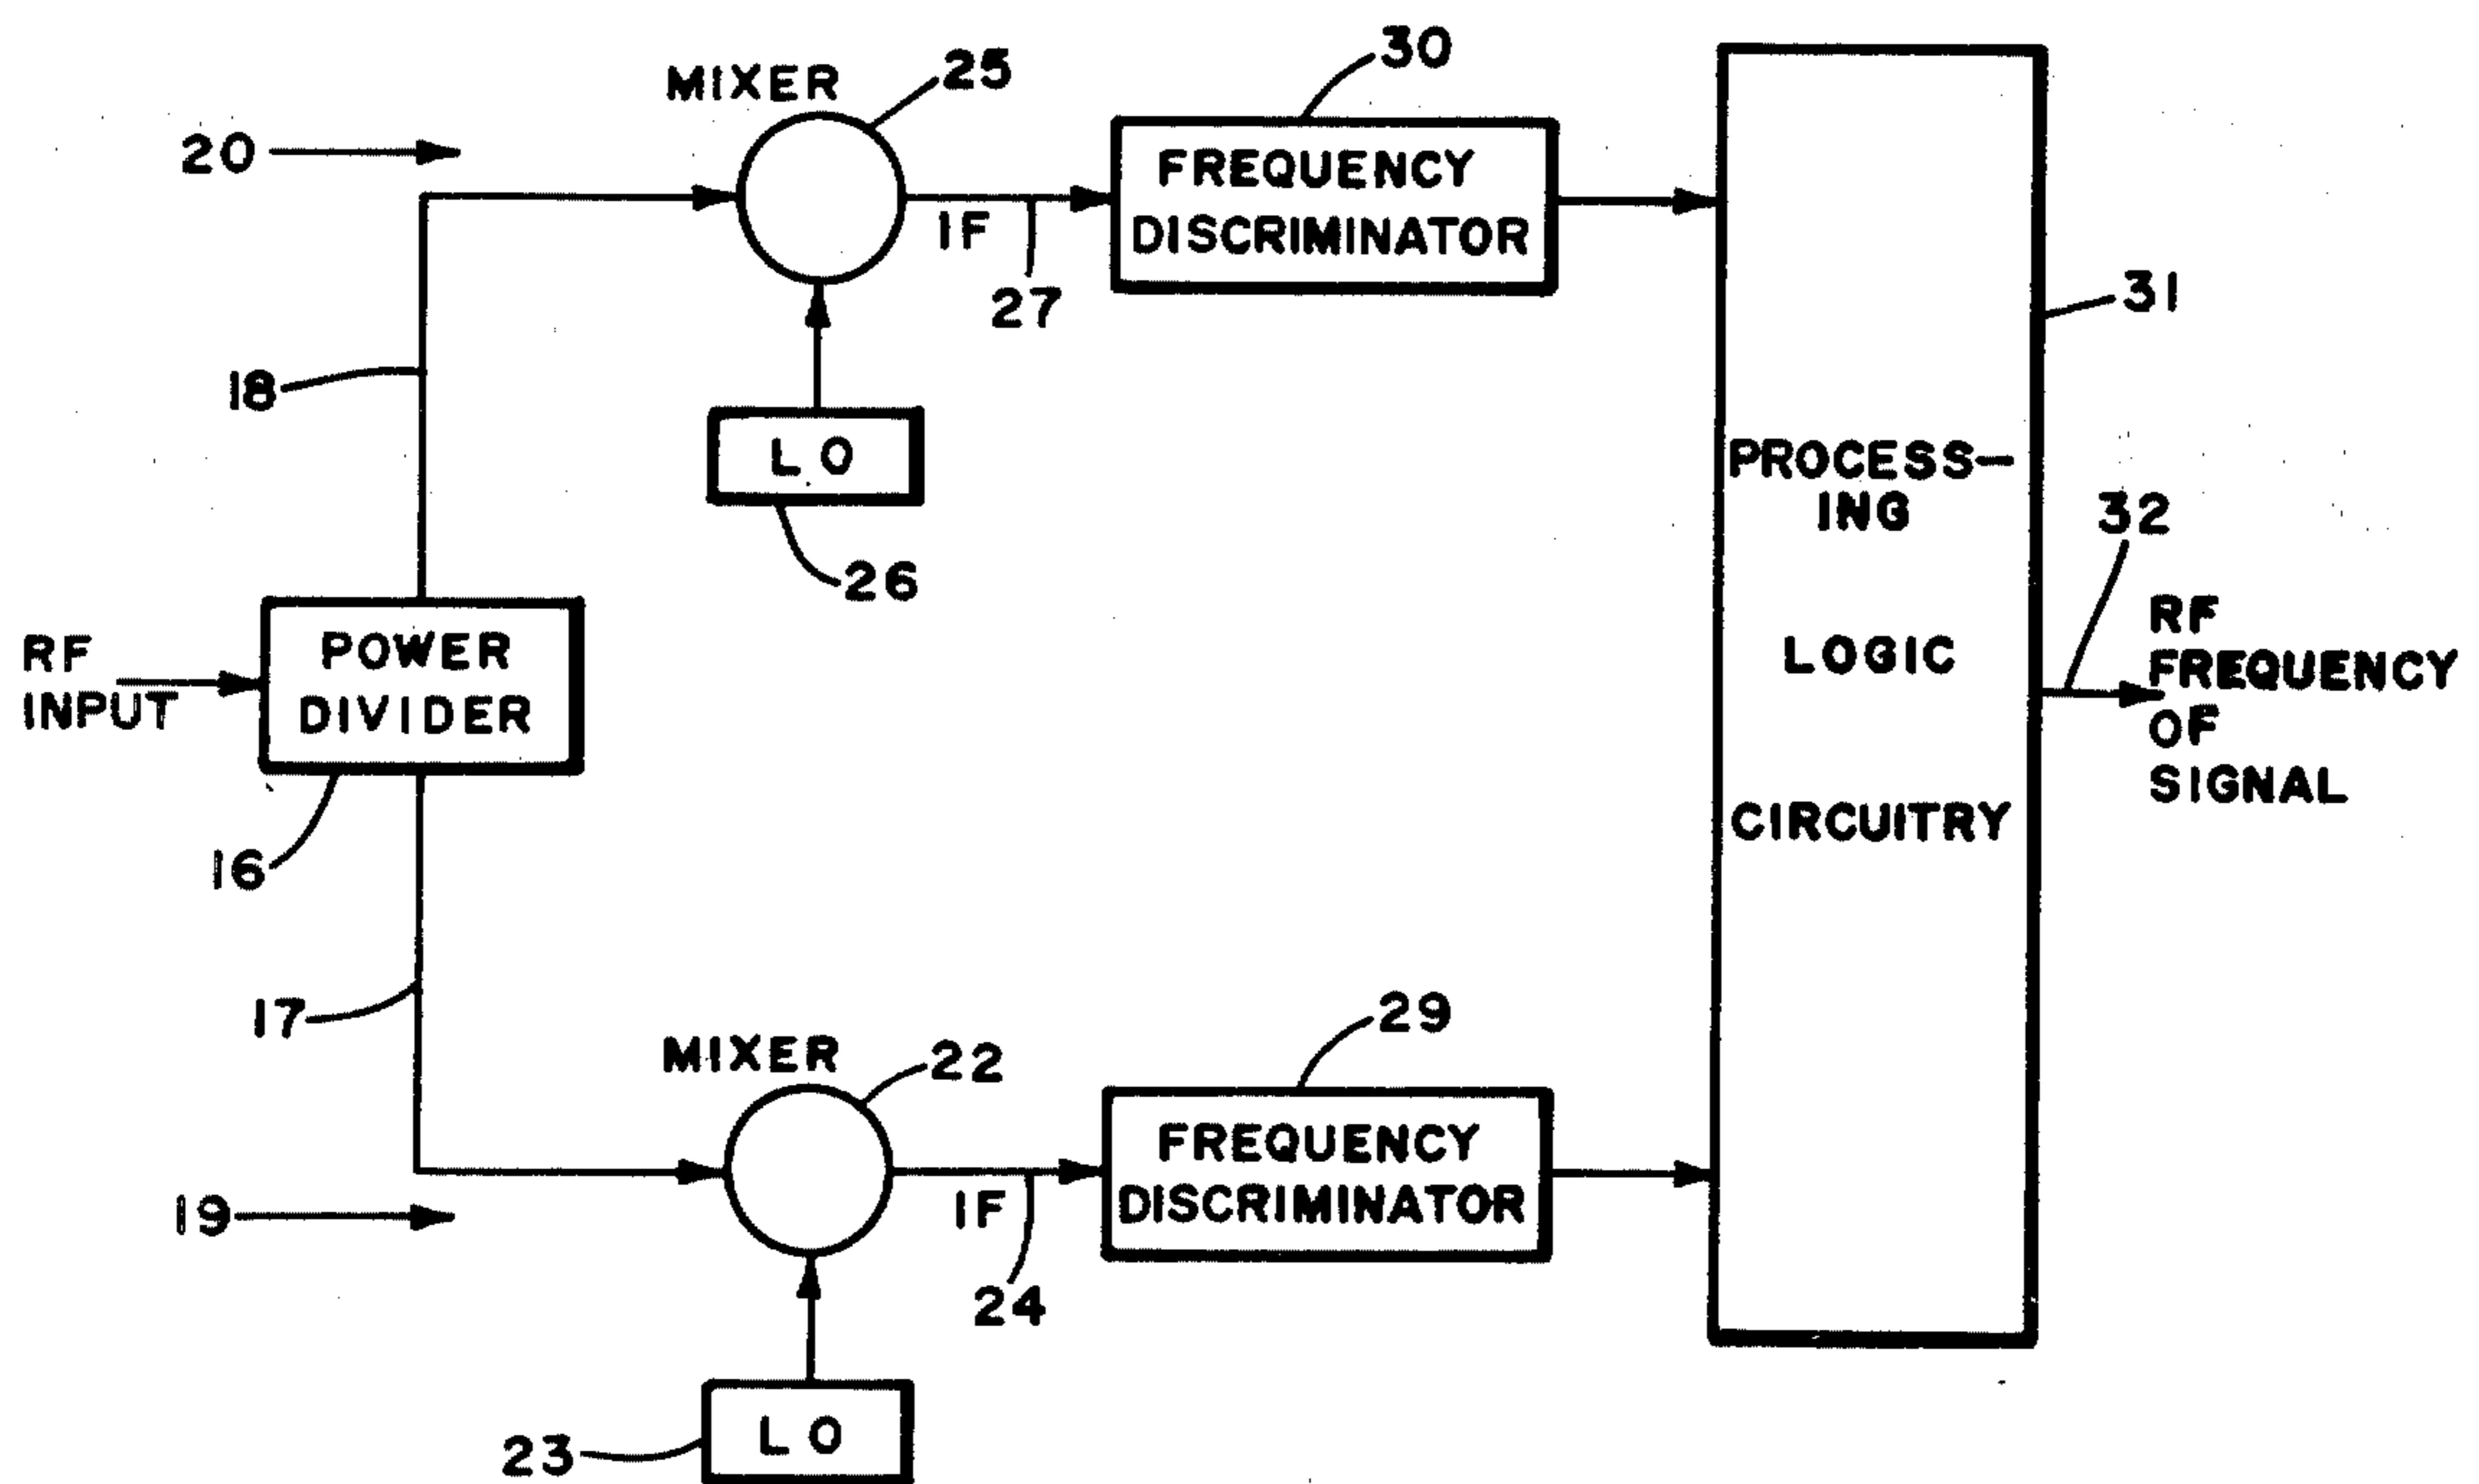 30
MIXER
25
20
FREQUENCY
DISCRIMINATOR
IF
27
31
18
LO
PROCESS-
ING
26
32
RF
INPUT
POWER
DIVIDER
LOGIC
RF
FREQUENCY
OF
SIGNAL
CIRCUITRY
16
17
29
MIXER
22
FREQUENCY
DISCRIMINATOR
IF
19
24
LO
23